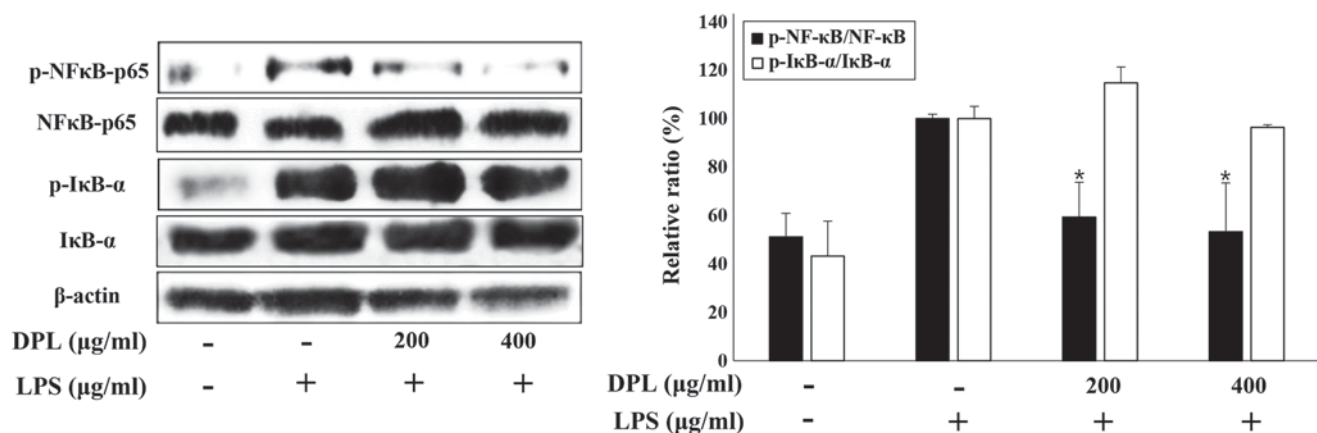 p-NFκB-p65
NFκB-p65
p-IκB-α
IκB-α
β-actin
DPL (μg/ml) - - 200 400
LPS (μg/ml) - + + +
140
120
100
80
60
40
20
0
Relative ratio (%)
p-NF-κB/NF-κB
p-IκB-α/IκB-α
* *
DPL (μg/ml) - - 200 400
LPS (μg/ml) - + + +